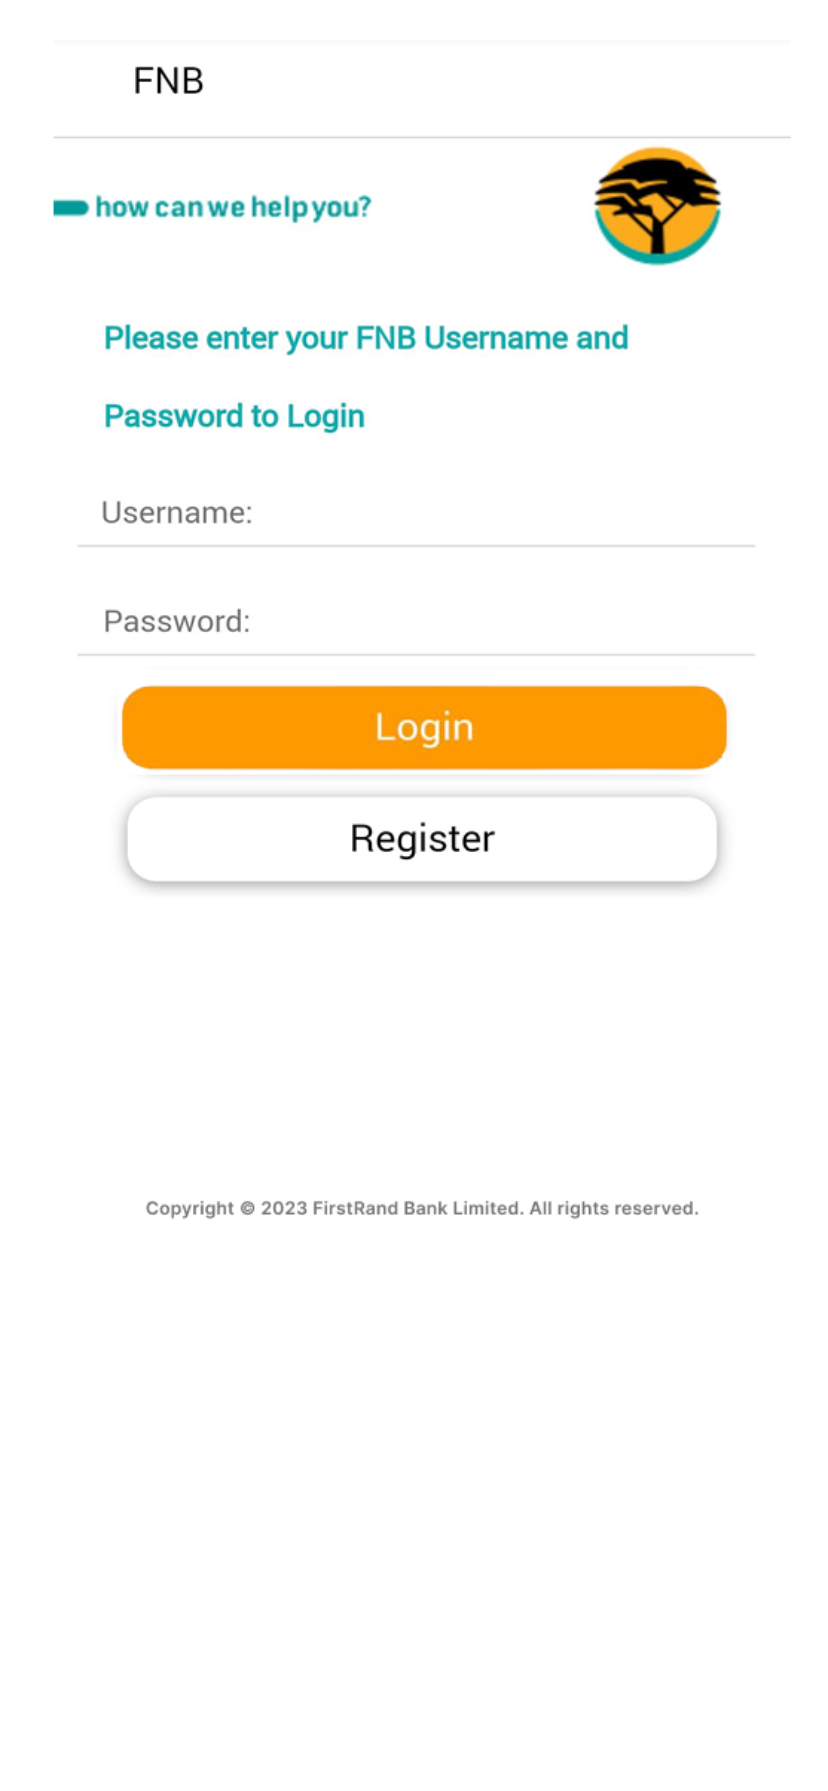 FNB
how can we help you?
Please enter your FNB Username and
Password to Login
Username:
Password:
Login
Register
Copyright © 2023 FirstRand Bank Limited. All rights reserved.